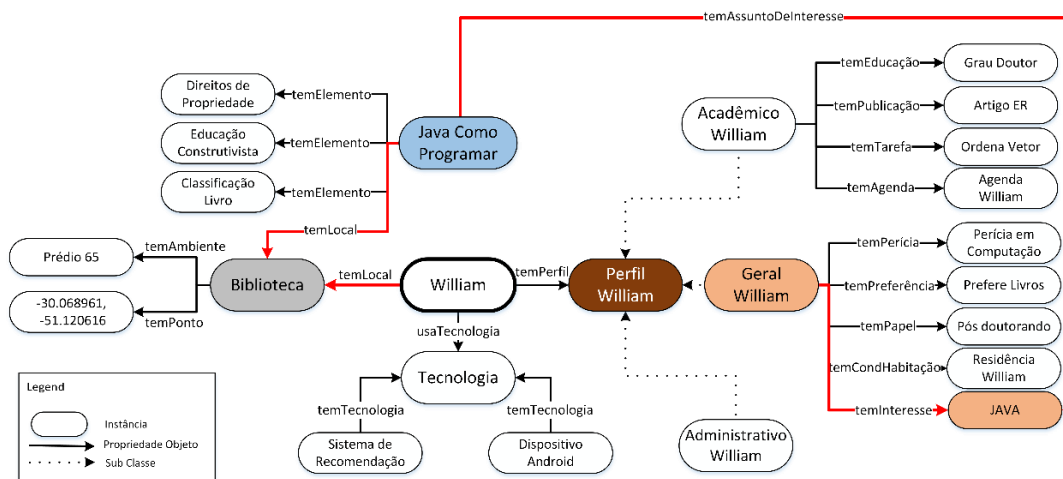 temAssuntoDeInteresse
Direitos de
Propriedade
temElemento
Educação
Construtivista
temElemento
Classificação
Livro
temElemento
Java Como
Programar
Acadêmico
William
temEducação
Grau Doutor
temPublicação
Artigo ER
temTarefa
Ordena Vetor
temAgenda
Agenda
William
temLocal
Prédio 65
temAmbiente
-30.068961,
-51.120616
temPonto
Biblioteca
temLocal
William
temPerfil
Perfil
William
Geral
William
temPerícia
Perícia em
Computação
temPreferência
Prefere Livros
temPapel
Pós doutorando
temCondHabitação
Residência
William
temInteresse
JAVA
usaTecnologia
Tecnologia
temTecnologia
temTecnologia
Sistema de
Recomendação
Dispositivo
Android
Administrativo
William
Legend
Instância
Propriedade Objeto
Sub Classe